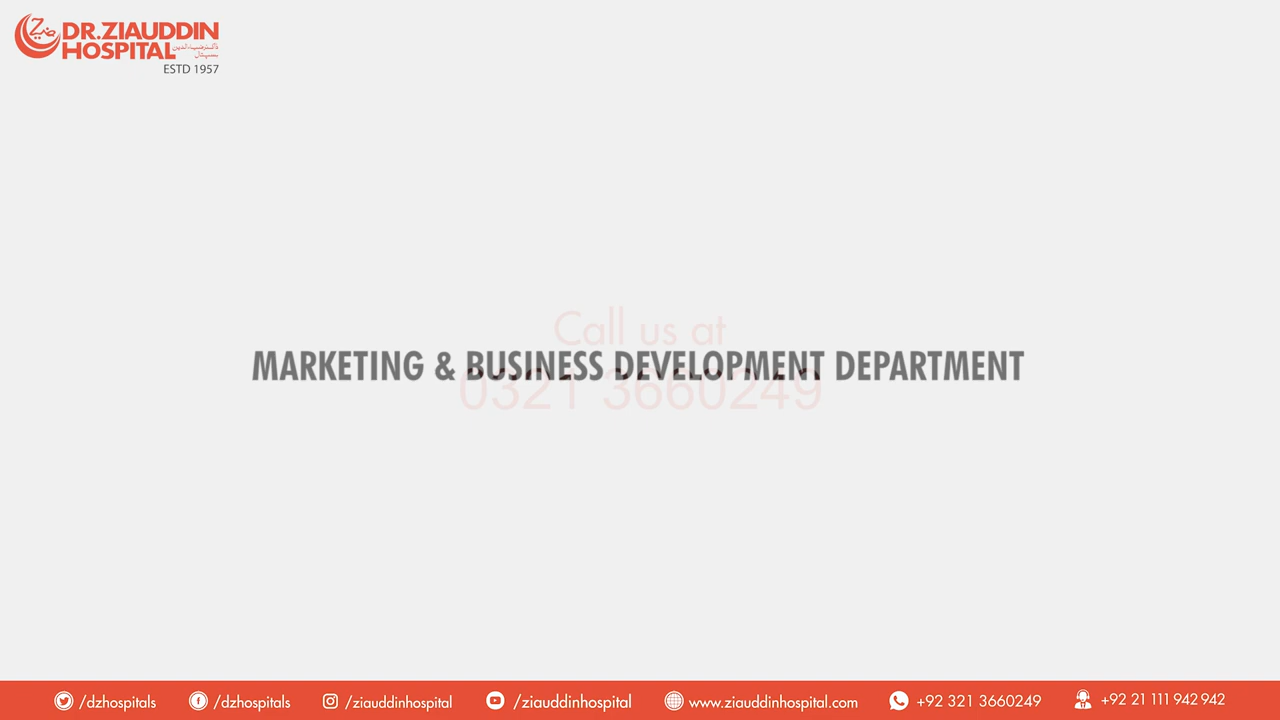 DR.ZIAUDDIN
HOSPITAL
ESTD 1957
Call us at
MARKETING & BUSINESS DEVELOPMENT DEPARTMENT
0321 3660249
/dzhospitals
/dzhospitals
/ziauddinhospital
/ziauddinhospital
www.ziauddinhospital.com
+92 321 3660249
+92 21 111 942 942